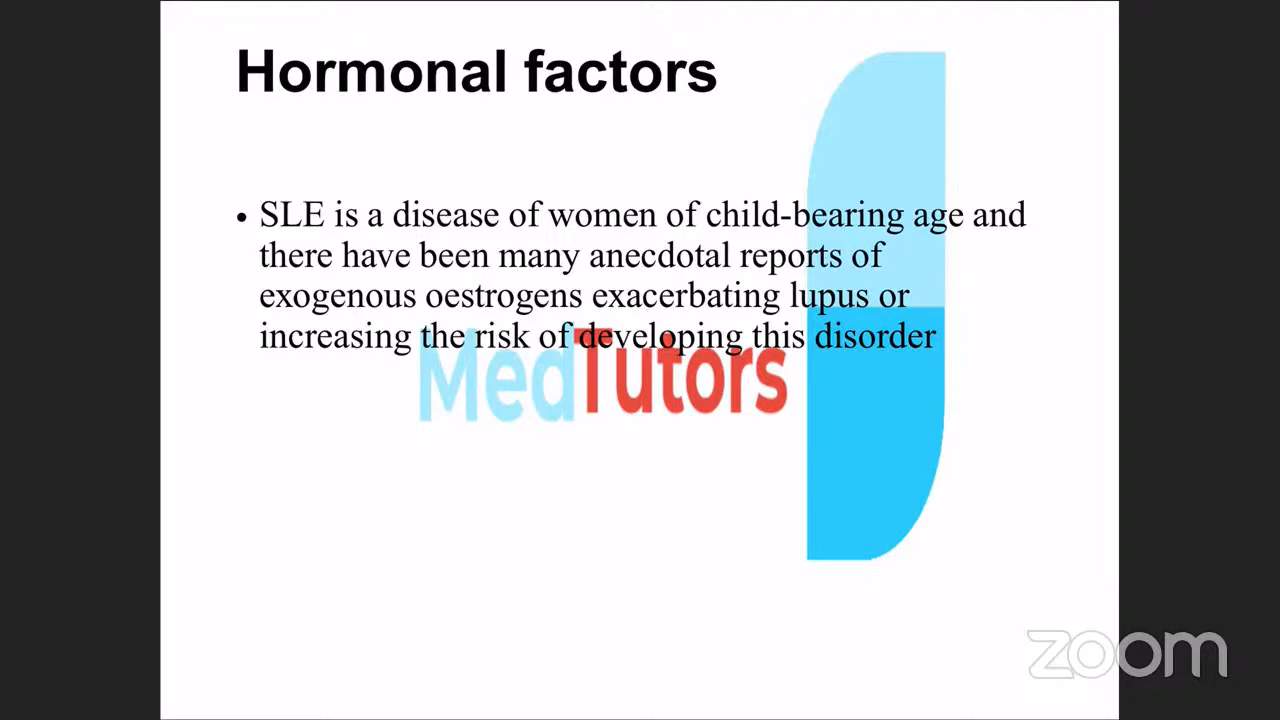 Hormonal factors
• SLE is a disease of women of child-bearing age and
there have been many anecdotal reports of
exogenous oestrogens exacerbating lupus or
increasing the risk of developing this disorder
MedTutors
zoom